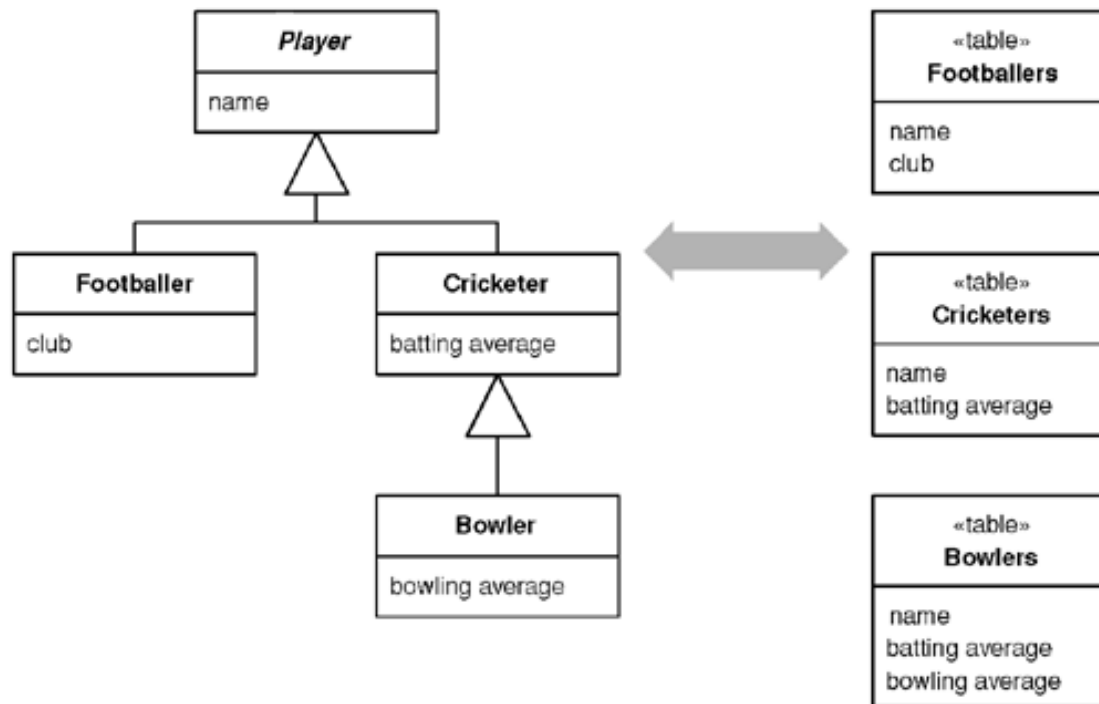 Player
name
Footballer
club
Cricketer
batting average
Bowler
bowling average
«table»
Footballers
name
club
«table»
Cricketers
name
batting average
«table»
Bowlers
name
batting average
bowling average